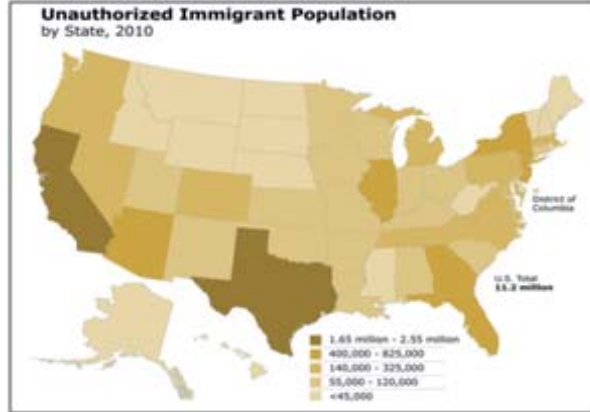 Unauthorized Immigrant Population
by State, 2010
District of
Columbia
U.S. Total
11.2 million
1.65 million - 2.55 million
400,000 - 825,000
140,000 - 325,000
55,000 - 120,000
<45,000